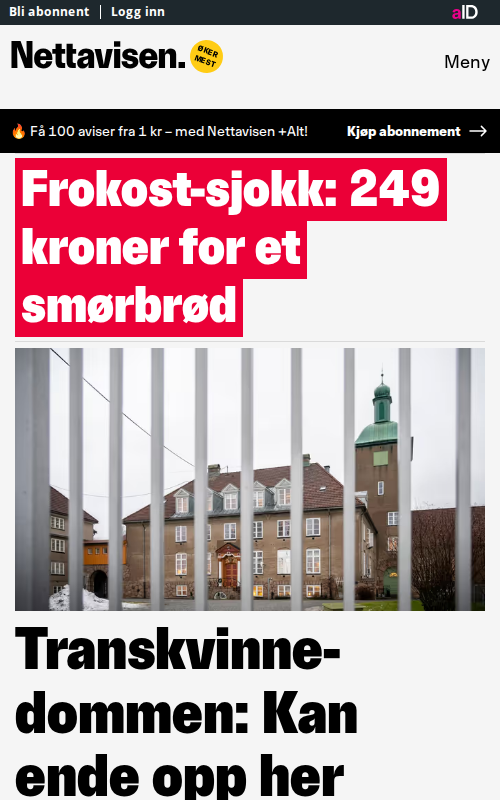 Bli abonnent | Logg inn
aID
Nettavisen.
ØKER
MEST
Meny
🔥 Få 100 aviser fra 1 kr – med Nettavisen +Alt!
Kjøp abonnement →
Frokost-sjokk: 249
kroner for et
smørbrød
Transkvinne-
dommen: Kan
ende opp her